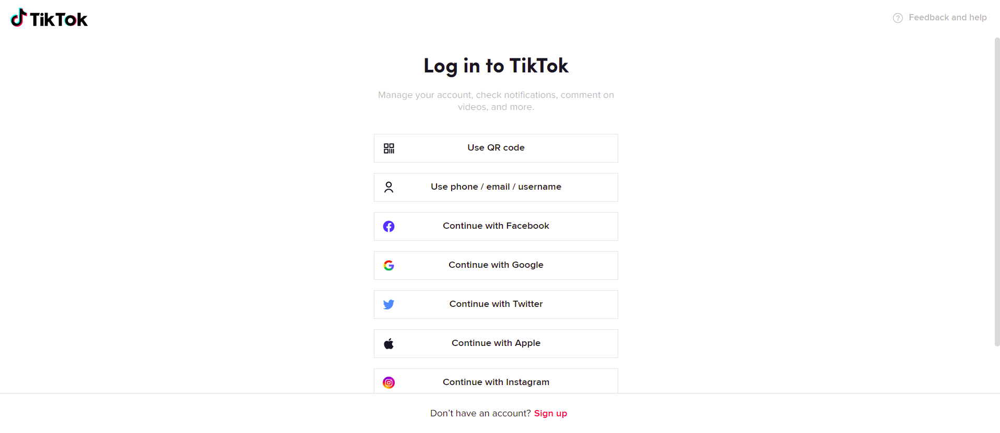 TikTok
Feedback and help
Log in to TikTok
Manage your account, check notifications, comment on
videos, and more.
Use QR code
Use phone / email / username
Continue with Facebook
Continue with Google
Continue with Twitter
Continue with Apple
Continue with Instagram
Don’t have an account? Sign up